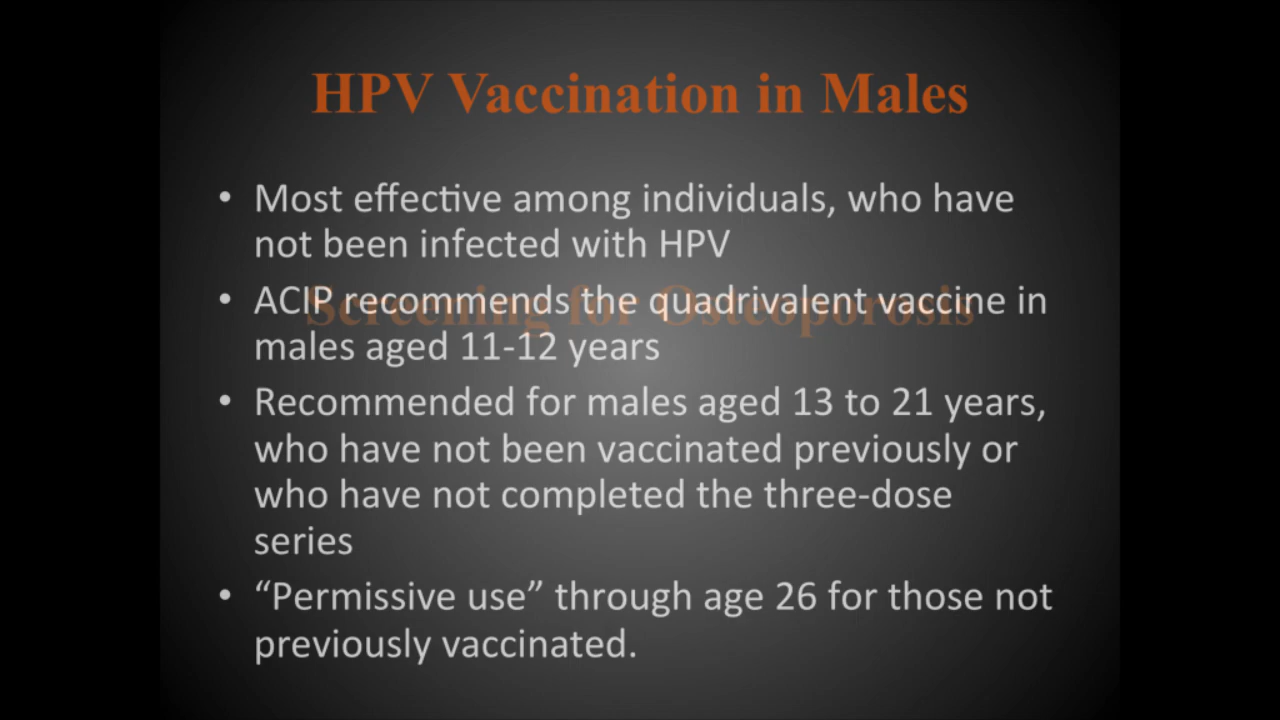 HPV Vaccination in Males
• Most effective among individuals, who have
not been infected with HPV
Screening for Osteoporosis
• ACIP recommends the quadrivalent vaccine in
males aged 11-12 years
• Recommended for males aged 13 to 21 years,
who have not been vaccinated previously or
who have not completed the three-dose
series
• “Permissive use” through age 26 for those not
previously vaccinated.